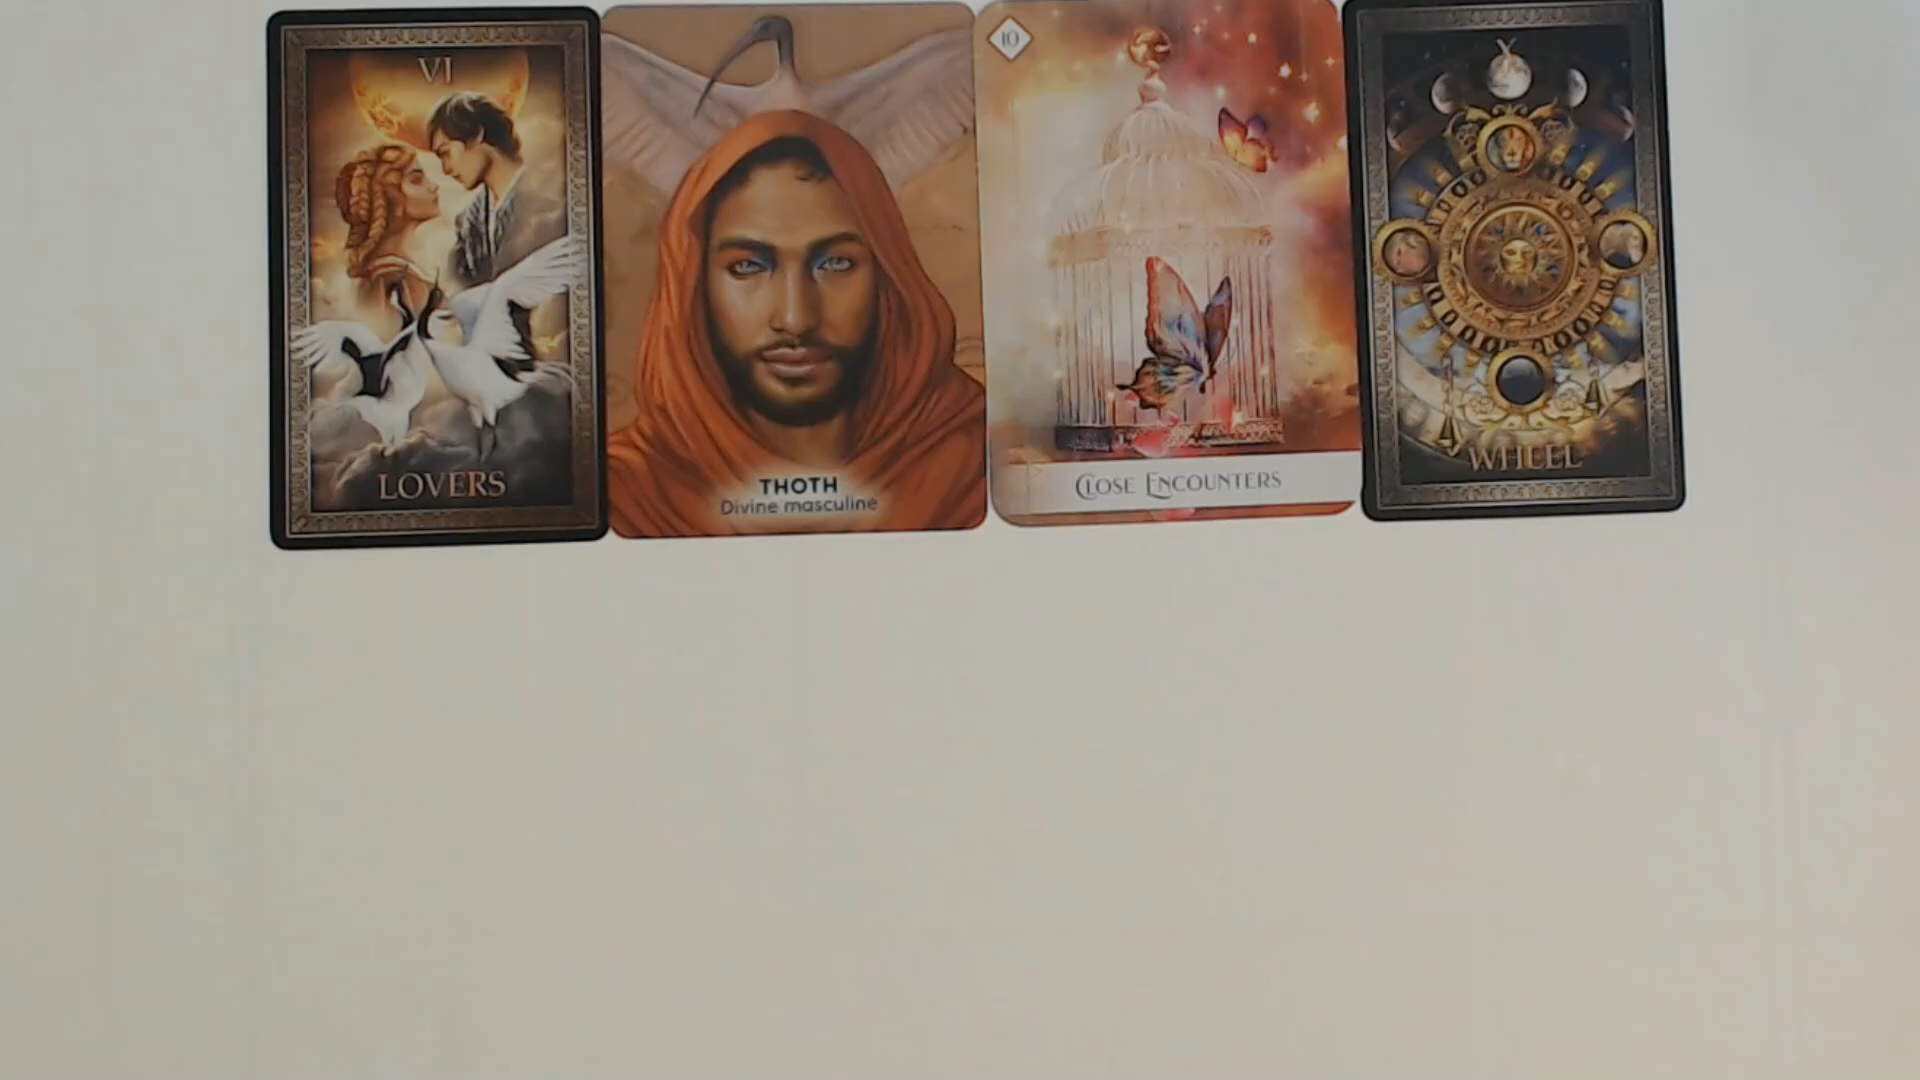 VI
LOVERS
THOTH
Divine masculine
10
CLOSE ENCOUNTERS
X
WHEEL